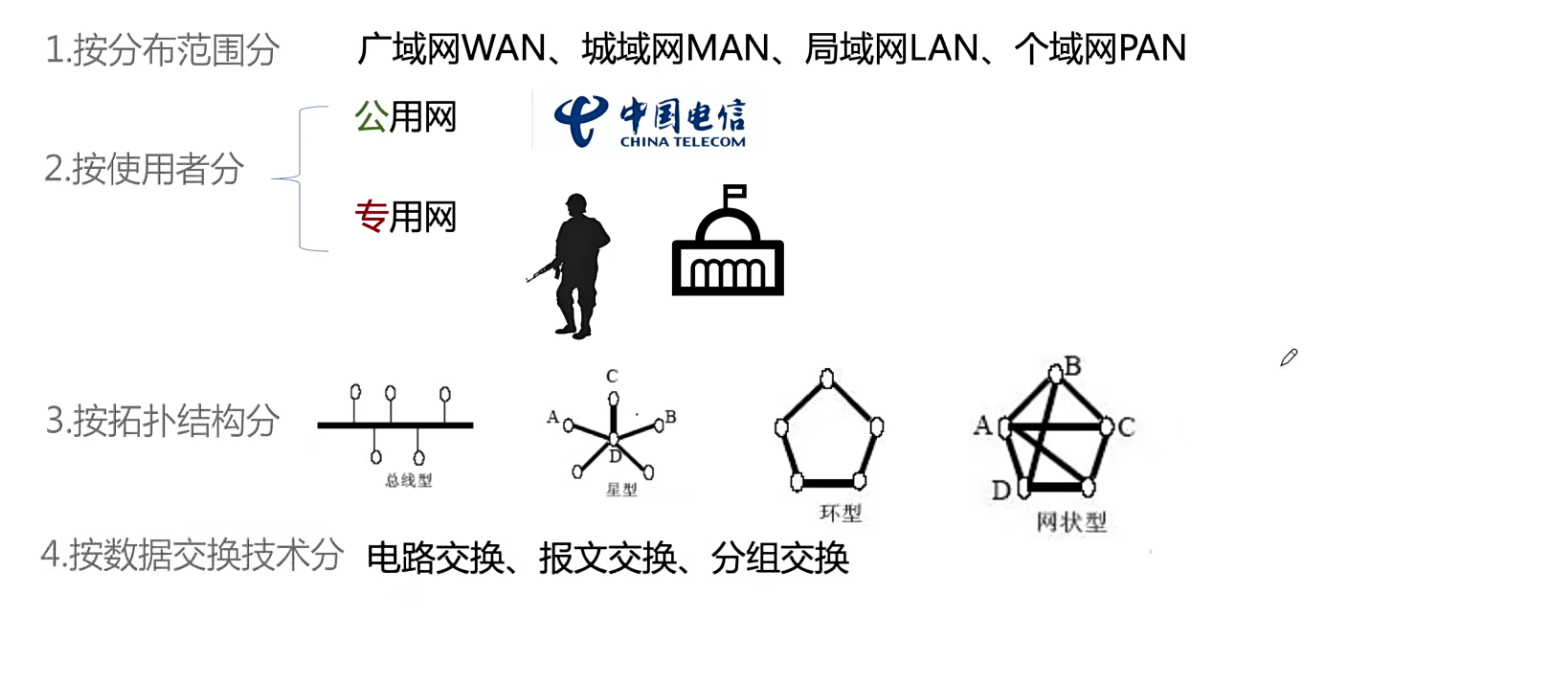 1.按分布范围分 广域网WAN、城域网MAN、局域网LAN、个域网PAN
公用网 中国电信
CHINA TELECOM
2.按使用者分
专用网
3.按拓扑结构分
总线型
C
A B
D
星型
环型
B
A C
D
网状型
4.按数据交换技术分 电路交换、报文交换、分组交换